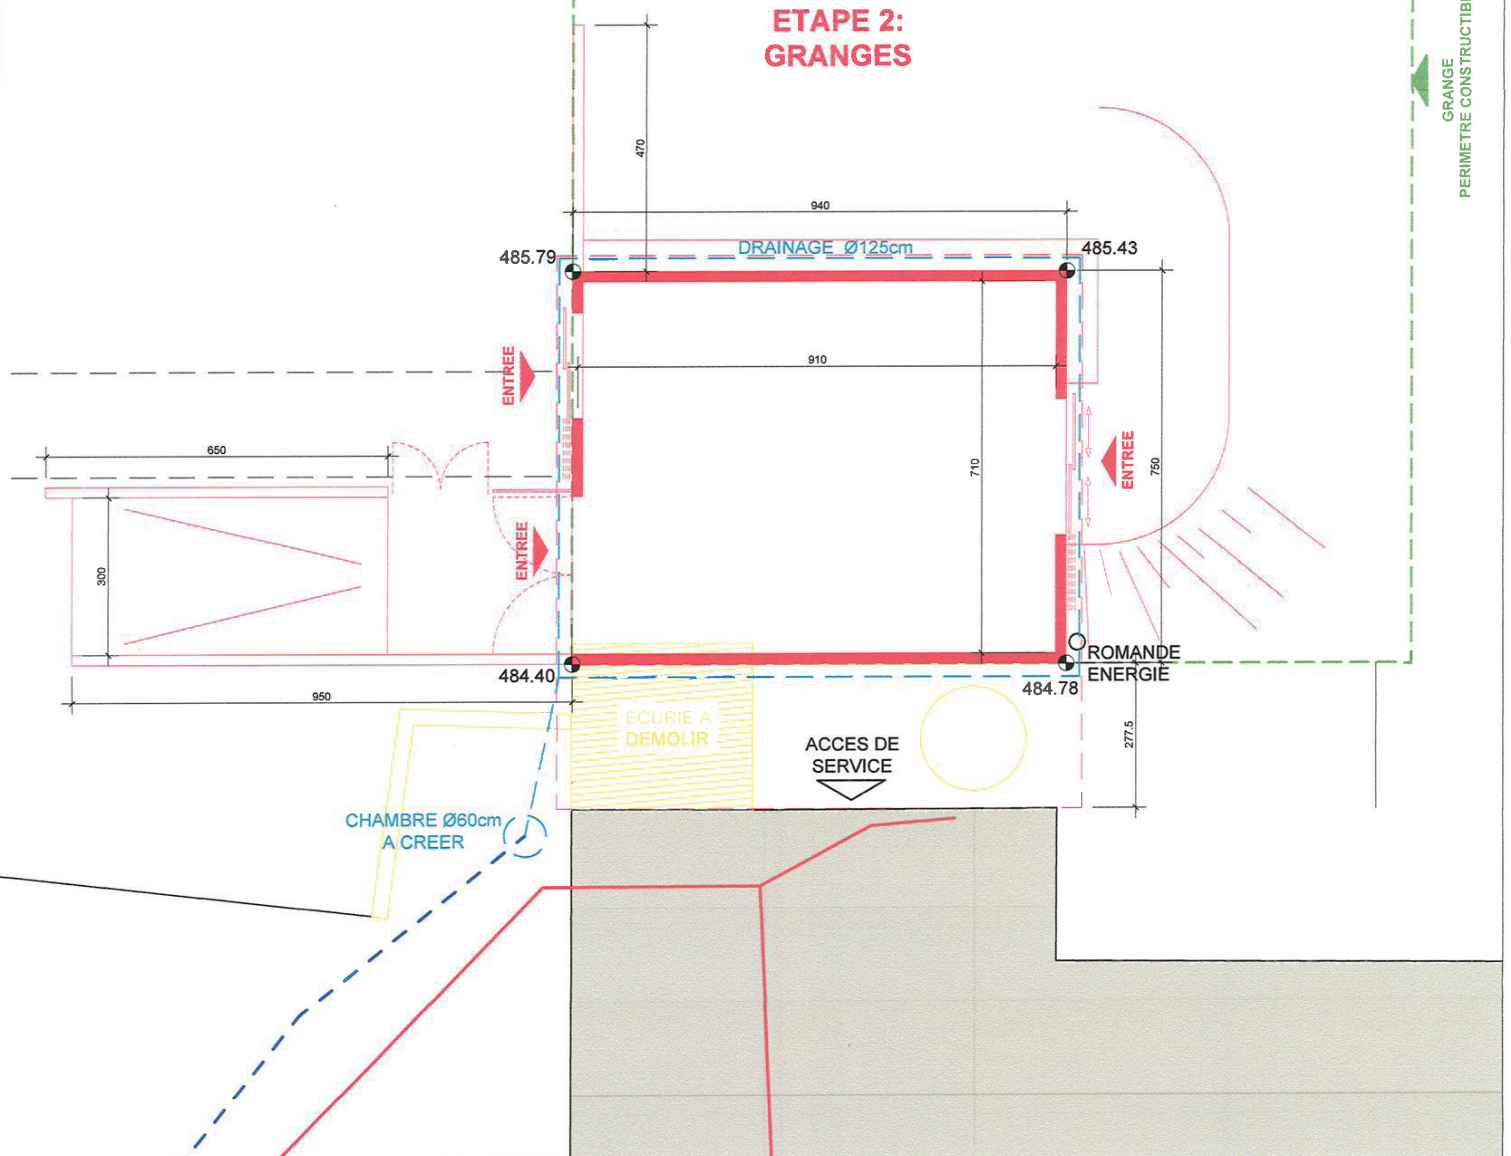 ETAPE 2:
GRANGES
GRANGE
470
940
485.79
DRAINAGE Ø125cm
485.43
ENTREE
910
650
710
750
ENTREE
300
ENTREE
484.40
950
ROMANDE
ENERGIE
484.78
ECURIE A
DEMOLIR
ACCES DE
SERVICE
277.5
CHAMBRE Ø60cm
A CREER
PERIMETRE